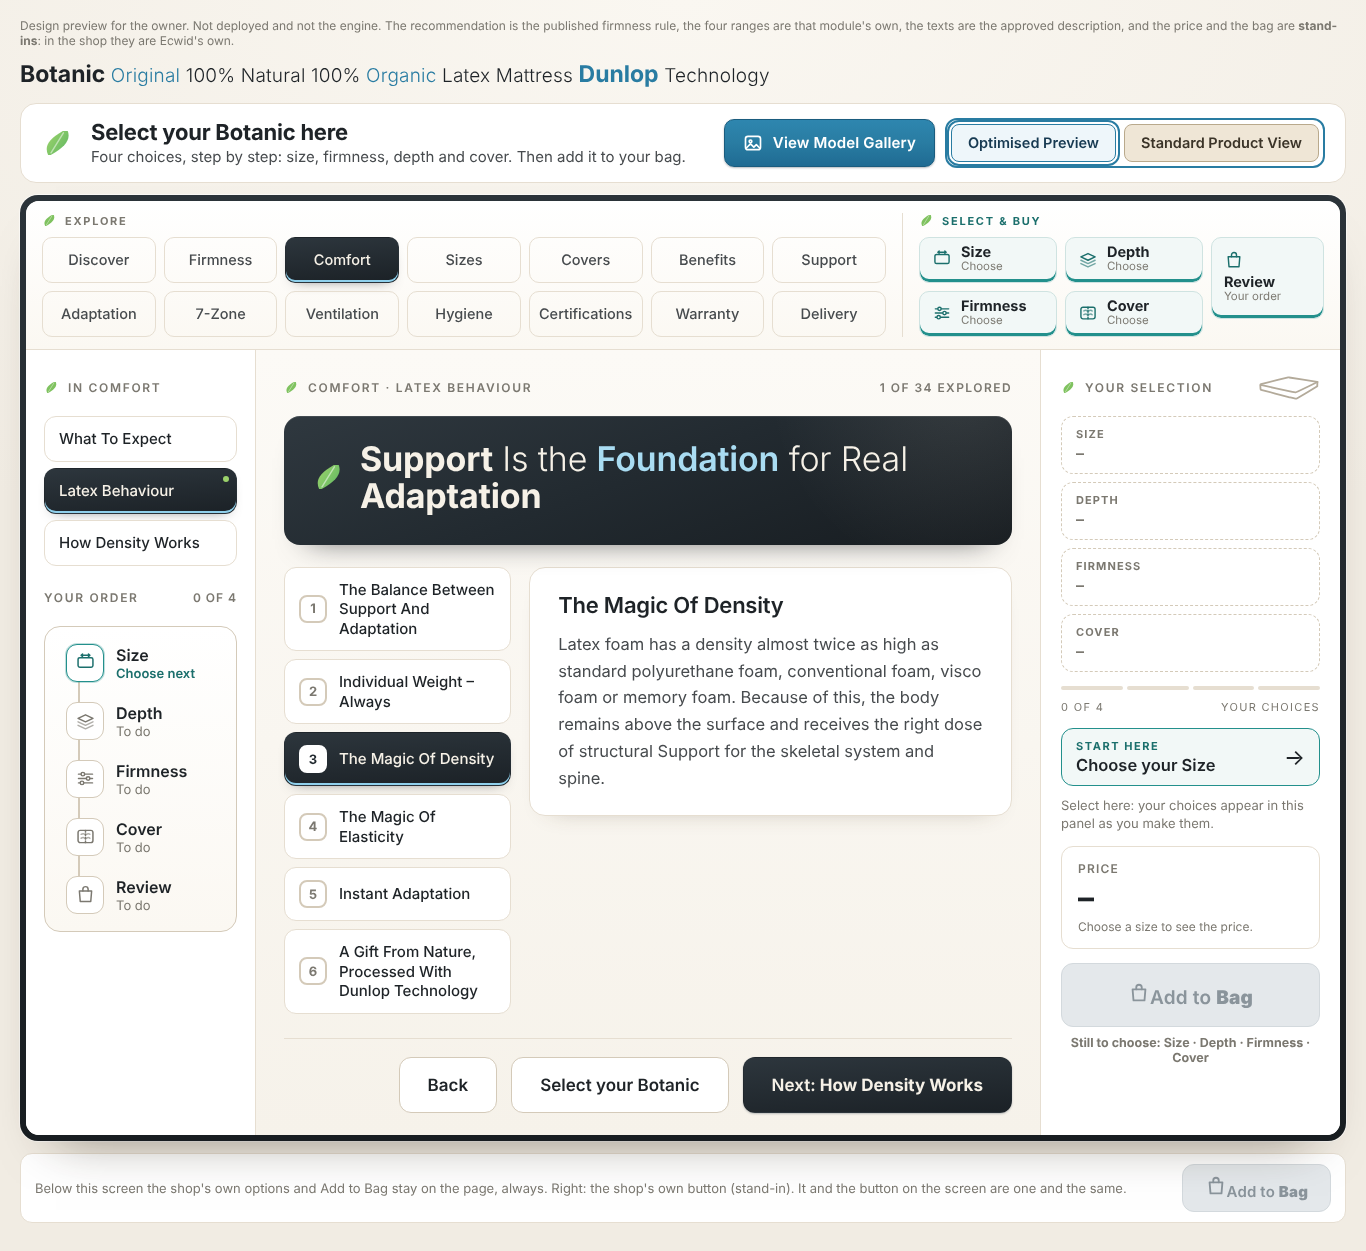 Design preview for the owner. Not deployed and not the engine. The recommendation is the published firmness rule, the four ranges are that module's own, the texts are the approved description, and the price and the bag are stand-
ins: in the shop they are Ecwid's own.
Botanic Original 100% Natural 100% Organic Latex Mattress Dunlop Technology
Select your Botanic here
Four choices, step by step: size, firmness, depth and cover. Then add it to your bag.
View Model Gallery
Optimised Preview
Standard Product View
EXPLORE
Discover
Firmness
Comfort
Sizes
Covers
Benefits
Support
Adaptation
7-Zone
Ventilation
Hygiene
Certifications
Warranty
Delivery
SELECT & BUY
Size
Choose
Depth
Choose
Firmness
Choose
Cover
Choose
Review
Your order
IN COMFORT
What To Expect
Latex Behaviour
How Density Works
YOUR ORDER
0 OF 4
Size
Choose next
Depth
To do
Firmness
To do
Cover
To do
Review
To do
COMFORT · LATEX BEHAVIOUR
1 OF 34 EXPLORED
Support Is the Foundation for Real
Adaptation
1
The Balance Between
Support And
Adaptation
2
Individual Weight –
Always
3
The Magic Of Density
4
The Magic Of
Elasticity
5
Instant Adaptation
6
A Gift From Nature,
Processed With
Dunlop Technology
The Magic Of Density
Latex foam has a density almost twice as high as
standard polyurethane foam, conventional foam, visco
foam or memory foam. Because of this, the body
remains above the surface and receives the right dose
of structural Support for the skeletal system and
spine.
Back
Select your Botanic
Next: How Density Works
YOUR SELECTION
SIZE
–
DEPTH
–
FIRMNESS
–
COVER
–
0 OF 4
YOUR CHOICES
START HERE
Choose your Size
Select here: your choices appear in this
panel as you make them.
PRICE
–
Choose a size to see the price.
Add to Bag
Still to choose: Size · Depth · Firmness ·
Cover
Below this screen the shop's own options and Add to Bag stay on the page, always. Right: the shop's own button (stand-in). It and the button on the screen are one and the same.
Add to Bag